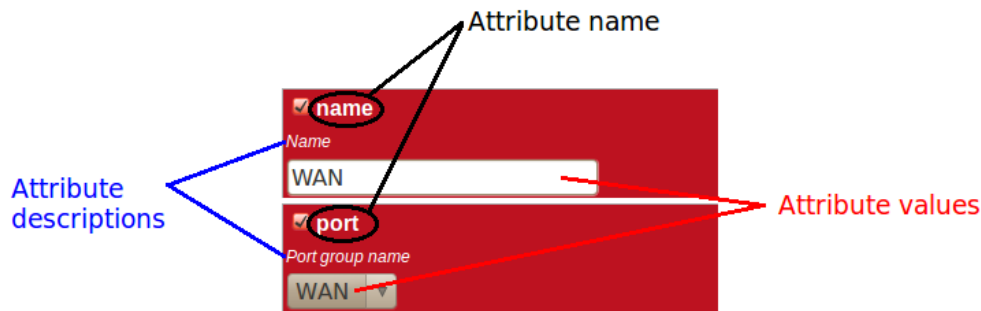 Attribute name
name
Name
WAN
Attribute
descriptions
Attribute values
port
Port group name
WAN